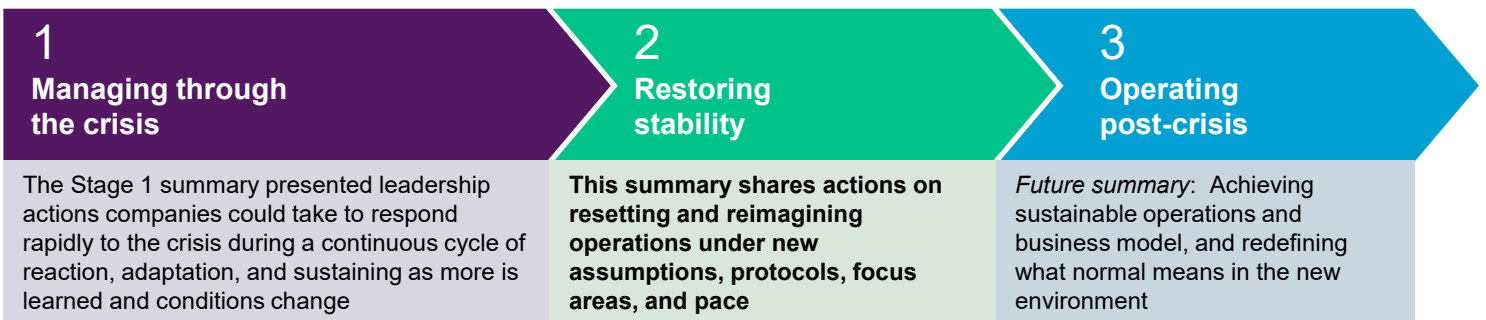 1
Managing through
the crisis
The Stage 1 summary presented leadership
actions companies could take to respond
rapidly to the crisis during a continuous cycle of
reaction, adaptation, and sustaining as more is
learned and conditions change
2
Restoring
stability
This summary shares actions on
resetting and reimagining
operations under new
assumptions, protocols, focus
areas, and pace
3
Operating
post-crisis
Future summary:  Achieving
sustainable operations and
business model, and redefining
what normal means in the new
environment